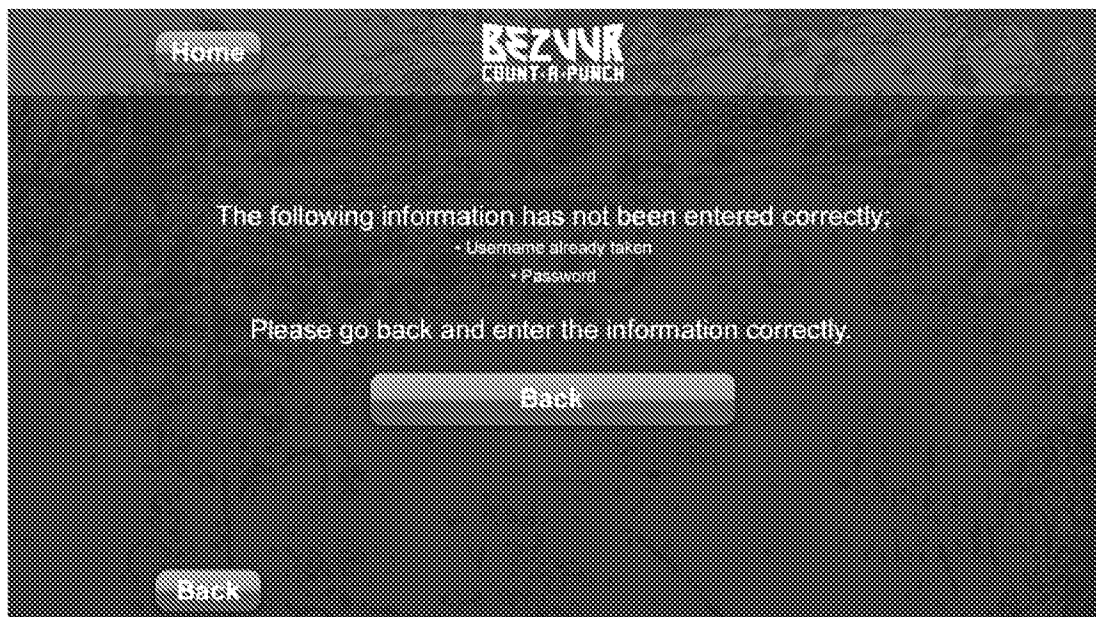 Home
BEZVVR
COUNT·A·PUNCH
The following information has not been entered correctly:
• Username already taken
• Password
Please go back and enter the information correctly.
Back
Back